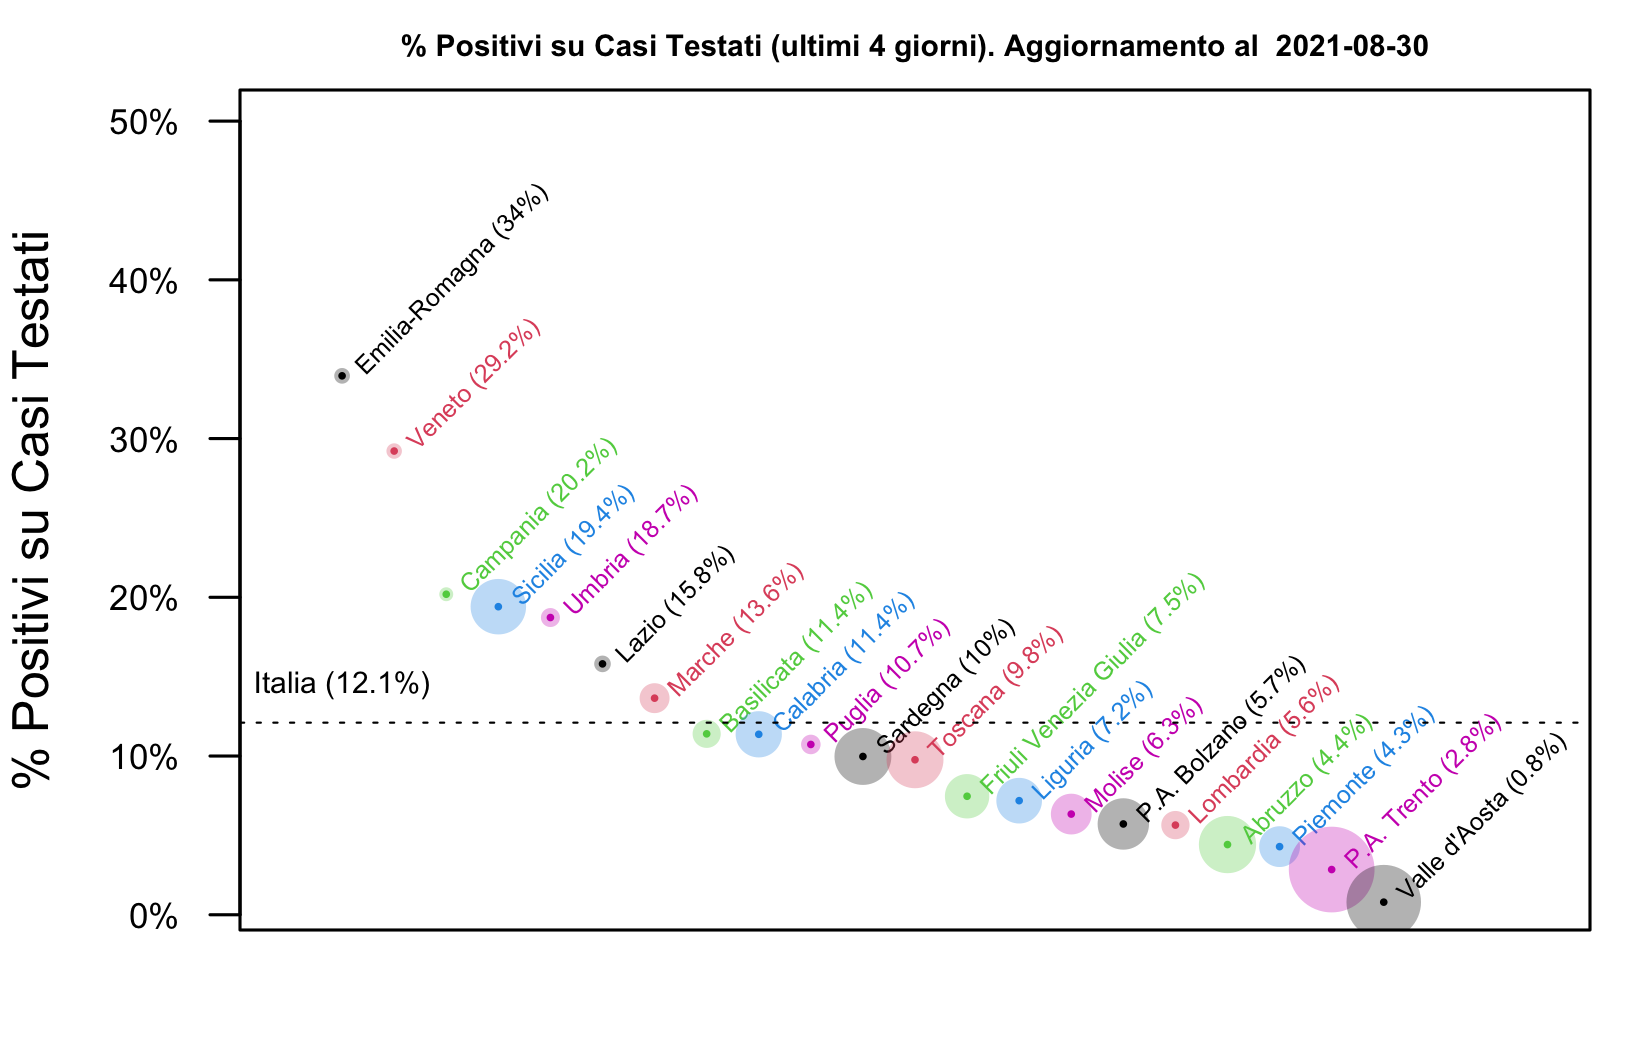 % Positivi su Casi Testati (ultimi 4 giorni). Aggiornamento al  2021-08-30
% Positivi su Casi Testati
50%
40%
30%
20%
10%
0%
Emilia-Romagna (34%)
Veneto (29.2%)
Campania (20.2%)
Sicilia (19.4%)
Umbria (18.7%)
Lazio (15.8%)
Marche (13.6%)
Italia (12.1%)
Basilicata (11.4%)
Calabria (11.4%)
Puglia (10.7%)
Sardegna (10%)
Toscana (9.8%)
Friuli Venezia Giulia (7.5%)
Liguria (7.2%)
Molise (6.3%)
P.A. Bolzano (5.7%)
Lombardia (5.6%)
Abruzzo (4.4%)
Piemonte (4.3%)
P.A. Trento (2.8%)
Valle d'Aosta (0.8%)